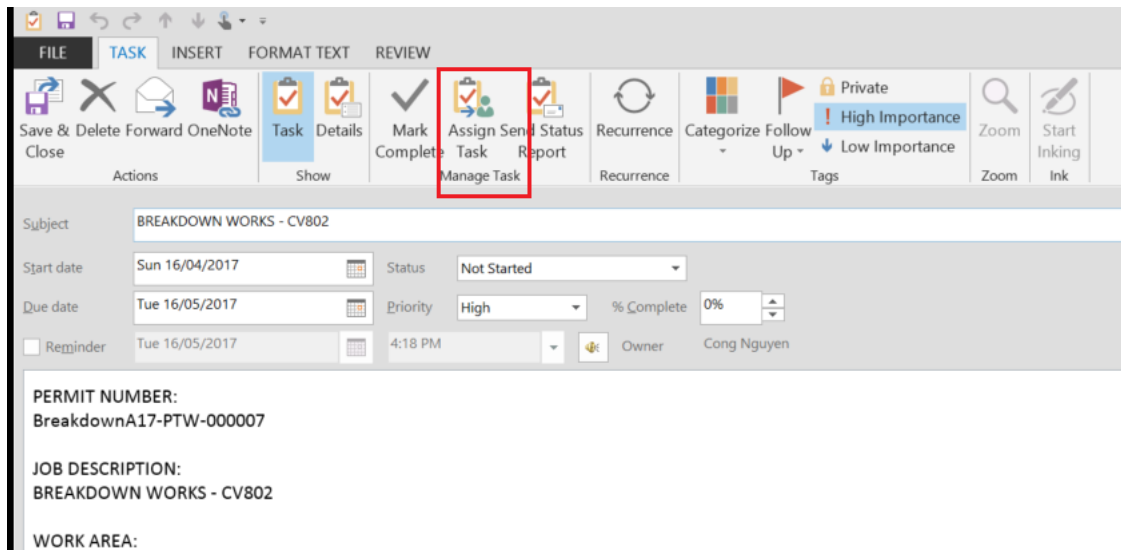 FILE TASK INSERT FORMAT TEXT REVIEW
Save & Close Delete Forward OneNote Task Details Mark Complete Assign Task Send Status Report Recurrence Categorize Follow Up Private
High Importance
Low Importance
Zoom Start Inking
Actions Show Manage Task Recurrence Tags Zoom Ink
Subject BREAKDOWN WORKS - CV802
Start date Sun 16/04/2017 Status Not Started
Due date Tue 16/05/2017 Priority High % Complete 0%
Reminder Tue 16/05/2017 4:18 PM Owner Cong Nguyen
PERMIT NUMBER:
BreakdownA17-PTW-000007
JOB DESCRIPTION:
BREAKDOWN WORKS - CV802
WORK AREA: